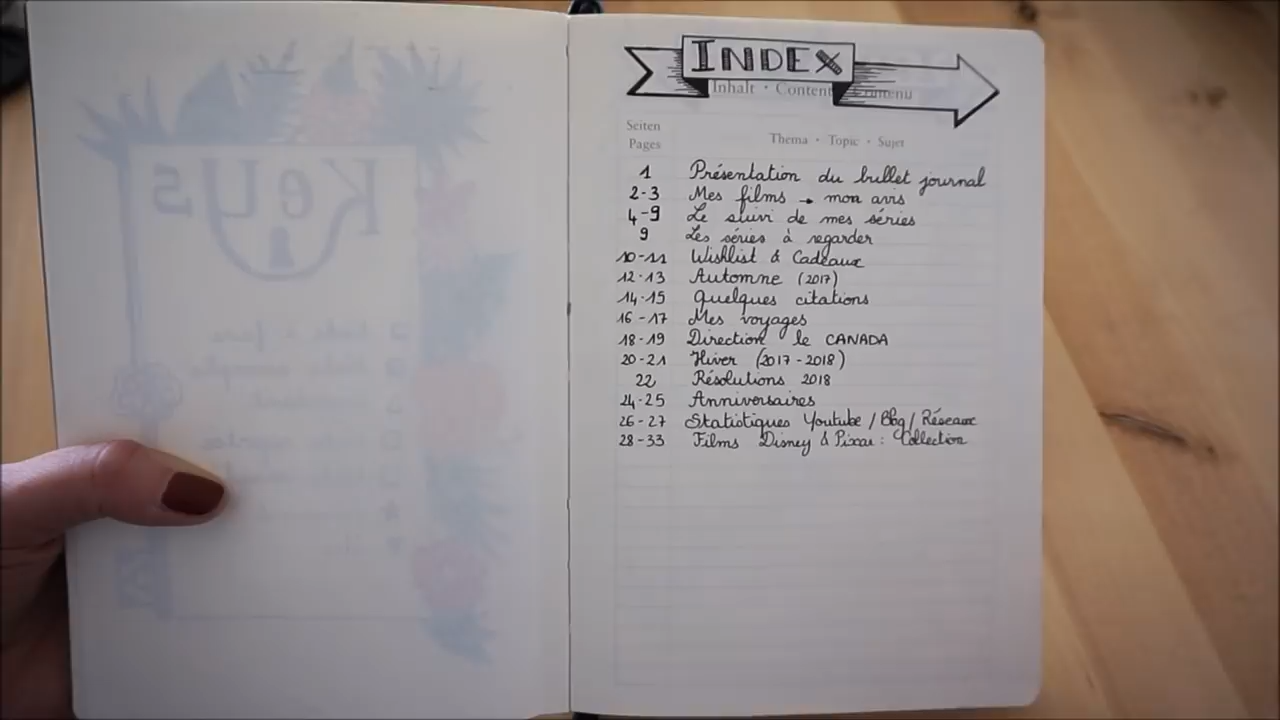 Keys
INDEX
Inhalt · Content · Contenu
Seiten
Pages
Thema · Topic · Sujet
1 Présentation du bullet journal
2-3 Mes films → mon avis
4-9 Le suivi de mes séries
9 Les séries à regarder
10-11 Wishlist & Cadeaux
12-13 Automne (2017)
14-15 Quelques citations
16-17 Mes voyages
18-19 Direction le CANADA
20-21 Hiver (2017-2018)
22 Résolutions 2018
24-25 Anniversaires
26-27 Statistiques Youtube / Blog / Réseaux
28-33 Films Disney & Pixar : Collection